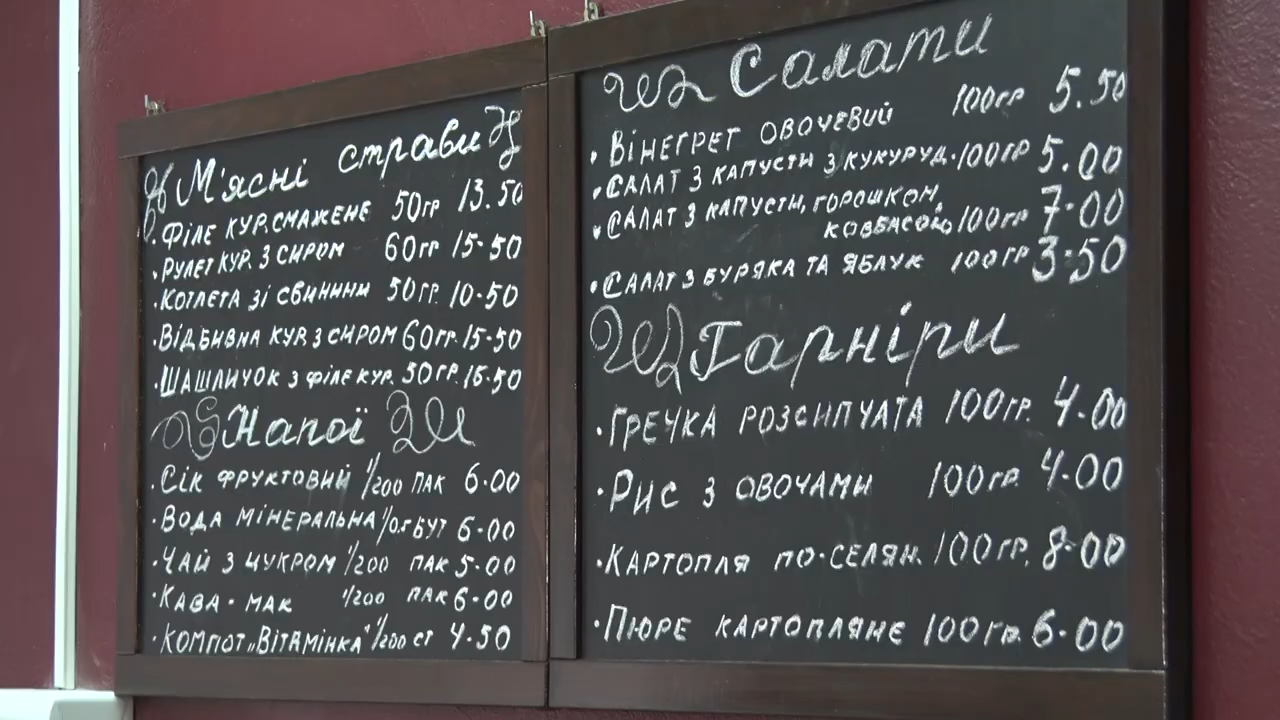 М'ясні страви
·ФІЛЕ КУР.СМАЖЕНЕ 50ГР 13.50
·РУЛЕТ КУР. З СИРОМ 60ГР 15-50
·КОТЛЕТА ЗІ СВИНИНИ 50ГР. 10-50
·ВІДБИВНА КУР З СИРОМ 60ГР. 15-50
·ШАШЛИЧОК З ФІЛЕ КУР. 50ГР. 16-50
Напої
·СІК ФРУКТОВИЙ 1/200 ПАК 6-00
·ВОДА МІНЕРАЛЬНА 1/0.5 БУТ 6-00
·ЧАЙ З ЦУКРОМ 1/200 ПАК 5-00
·КАВА-МАК 1/200 ПАК 6-00
·КОМПОТ „ВІТАМІНКА" 1/200 СТ 4-50
Салати
·ВІНЕГРЕТ ОВОЧЕВИЙ 100ГР 5.50
·САЛАТ З КАПУСТИ З КУКУРУД. 100ГР 5.00
·САЛАТ З КАПУСТИ, ГОРОШКОМ,
КОВБАСОЮ 100ГР 7-00
·САЛАТ З БУРЯКА ТА ЯБЛУК 100ГР 3-50
Гарніри
·ГРЕЧКА РОЗСИПЧАТА 100ГР. 4-00
·РИС З ОВОЧАМИ 100ГР. 4-00
·КАРТОПЛЯ ПО-СЕЛЯН. 100ГР. 8-00
·ПЮРЕ КАРТОПЛЯНЕ 100ГР. 6-00